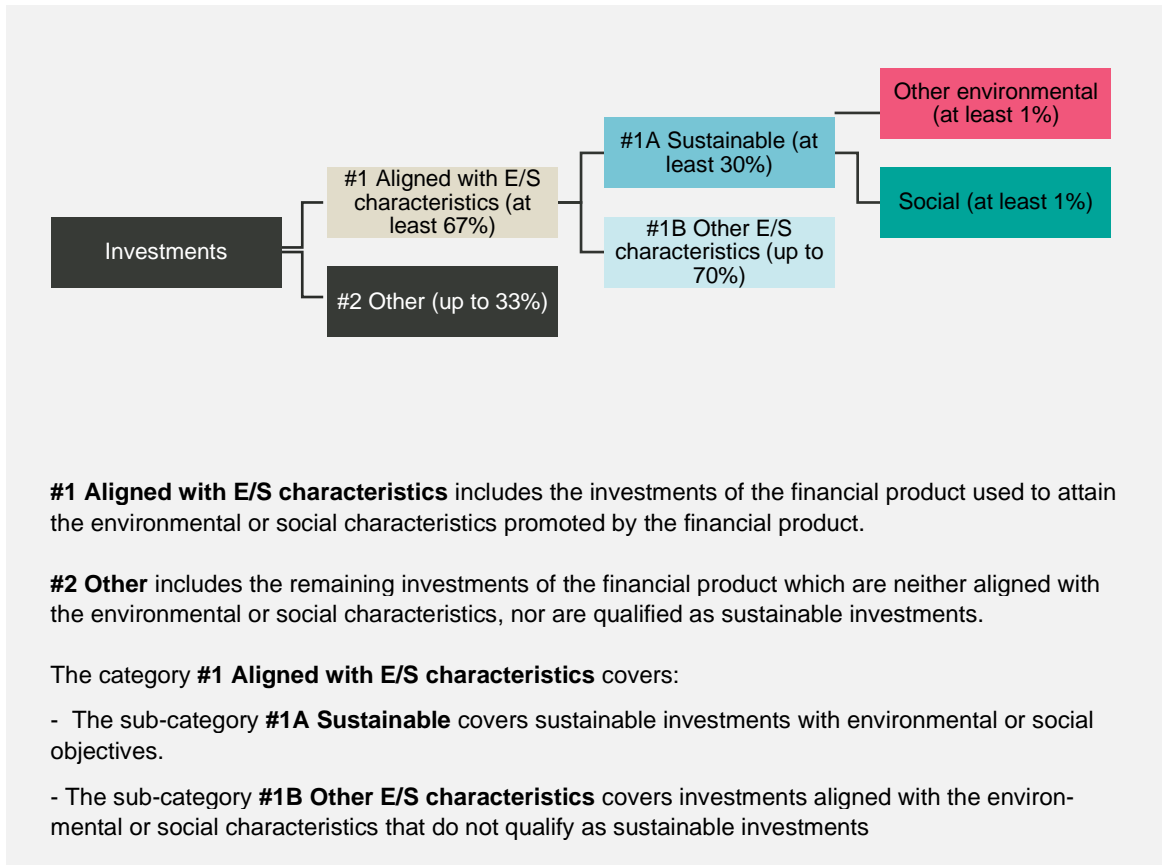 Investments
#1 Aligned with E/S
characteristics (at
least 67%)
#2 Other (up to 33%)
#1A Sustainable (at
least 30%)
#1B Other E/S
characteristics (up to
70%)
Other environmental
(at least 1%)
Social (at least 1%)
#1 Aligned with E/S characteristics includes the investments of the financial product used to attain
the environmental or social characteristics promoted by the financial product.
#2 Other includes the remaining investments of the financial product which are neither aligned with
the environmental or social characteristics, nor are qualified as sustainable investments.
The category #1 Aligned with E/S characteristics covers:
- The sub-category #1A Sustainable covers sustainable investments with environmental or social
objectives.
- The sub-category #1B Other E/S characteristics covers investments aligned with the environ-
mental or social characteristics that do not qualify as sustainable investments